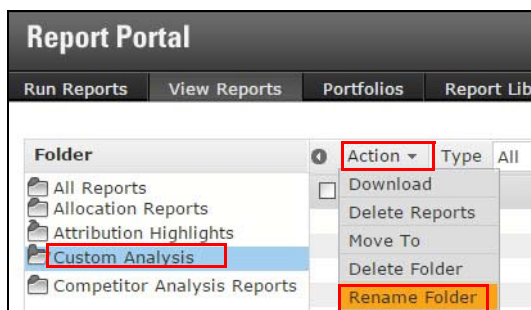 Report Portal
Run Reports View Reports Portfolios Report Lib
Folder
All Reports
Allocation Reports
Attribution Highlights
Custom Analysis
Competitor Analysis Reports
Action Type All
Download
Delete Reports
Move To
Delete Folder
Rename Folder